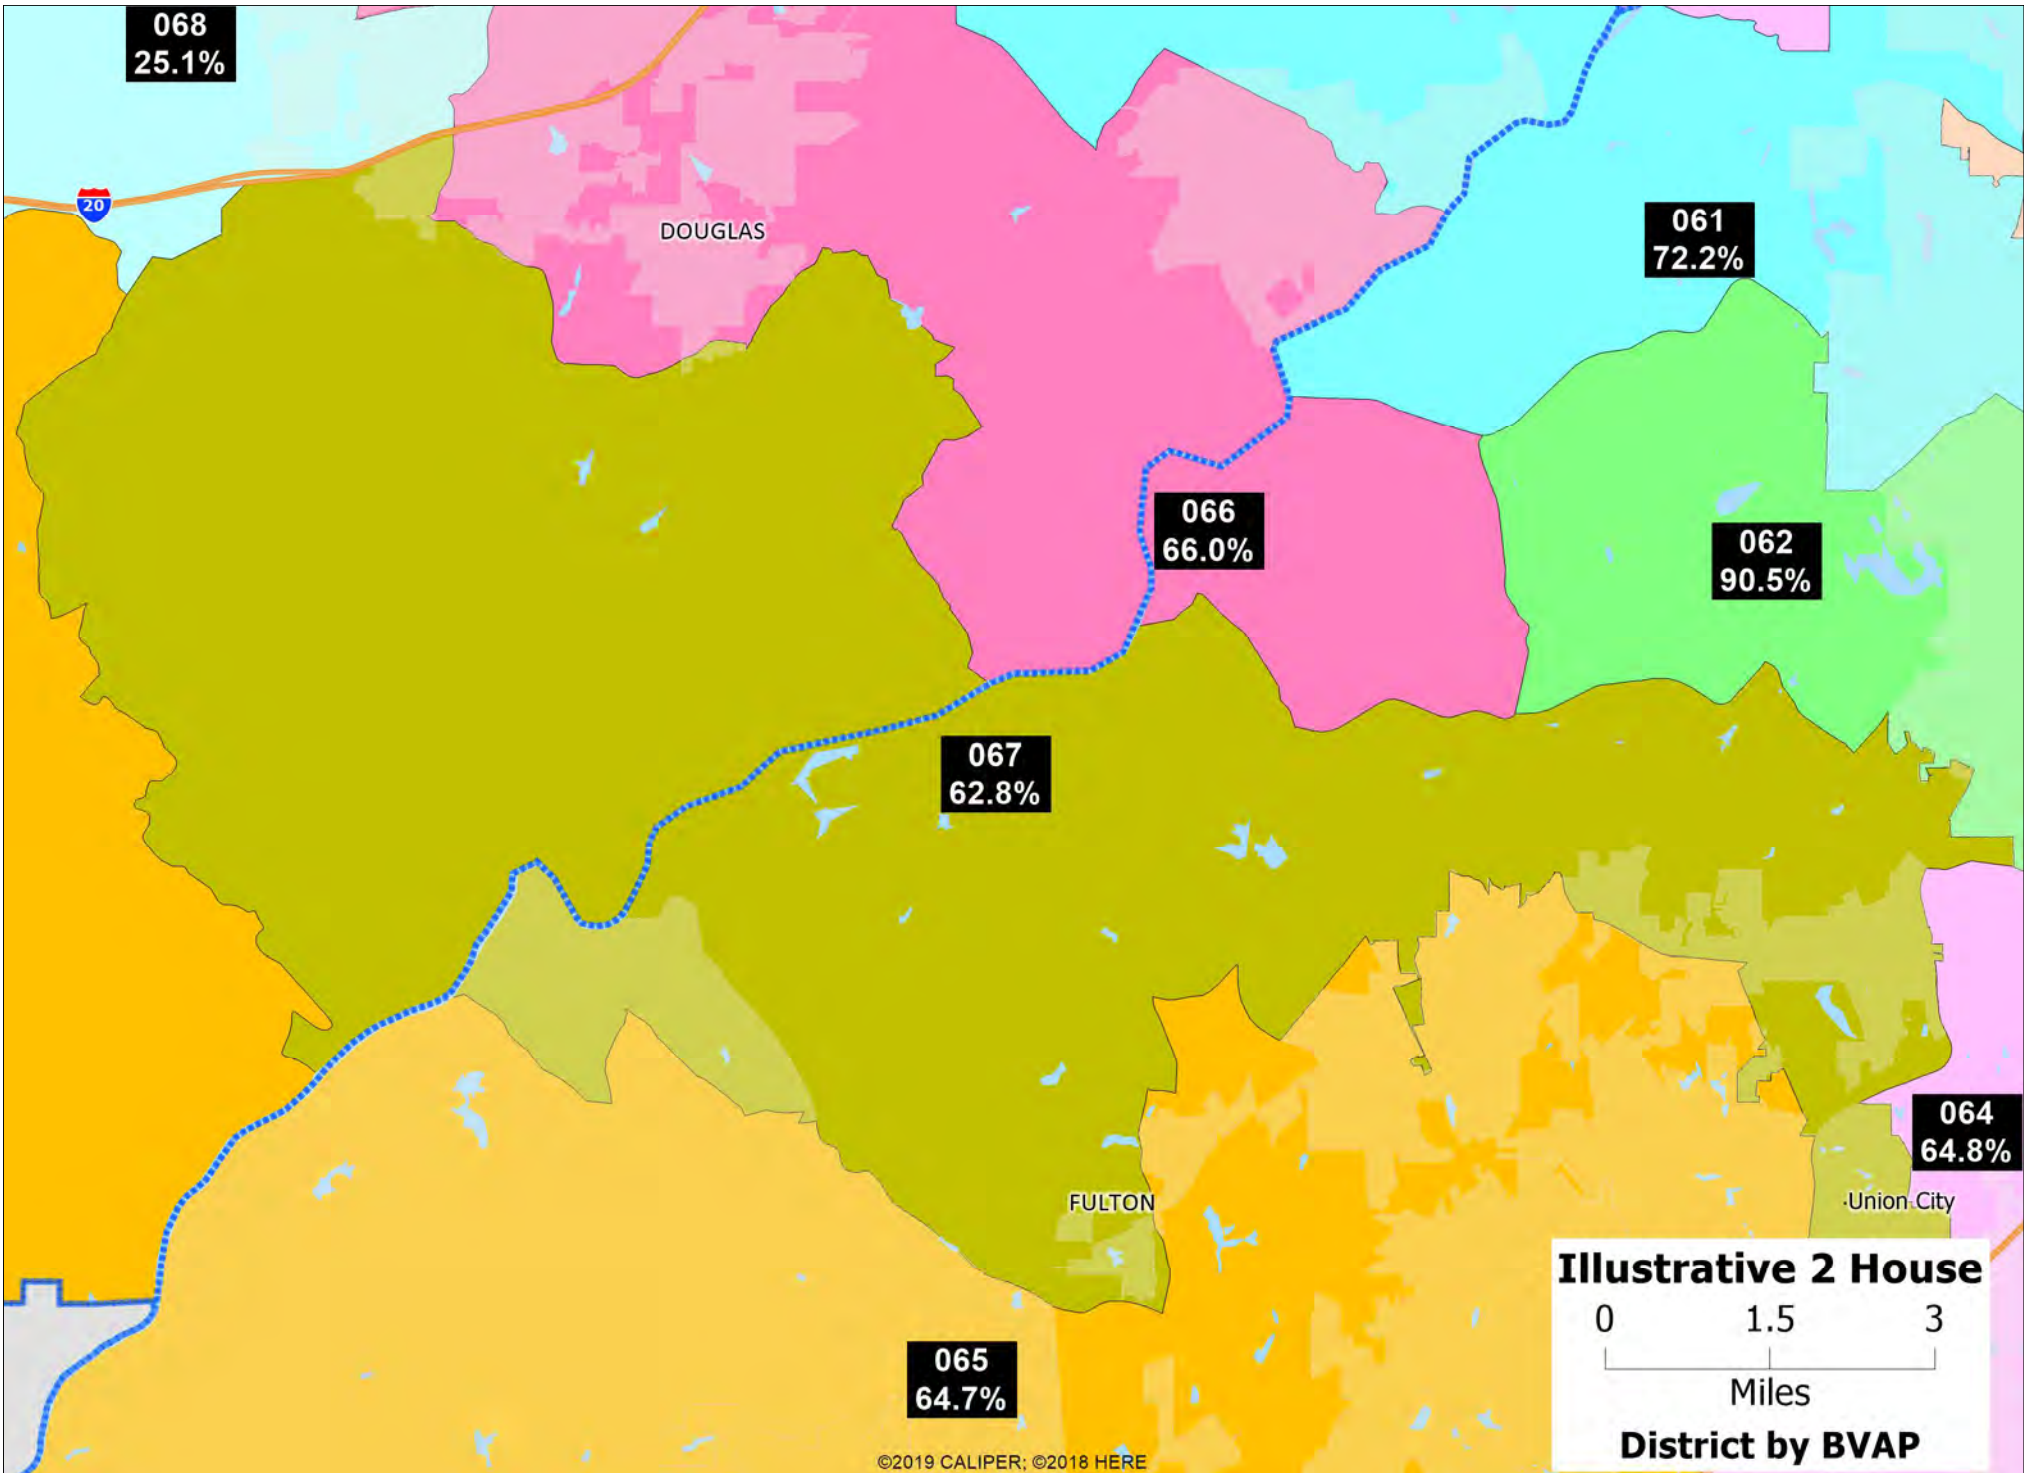 068
25.1%
20
DOUGLAS
061
72.2%
066
66.0%
062
90.5%
067
62.8%
064
64.8%
FULTON
Union City
065
64.7%
Illustrative 2 House
0 1.5 3
Miles
District by BVAP
©2019 CALIPER; ©2018 HERE